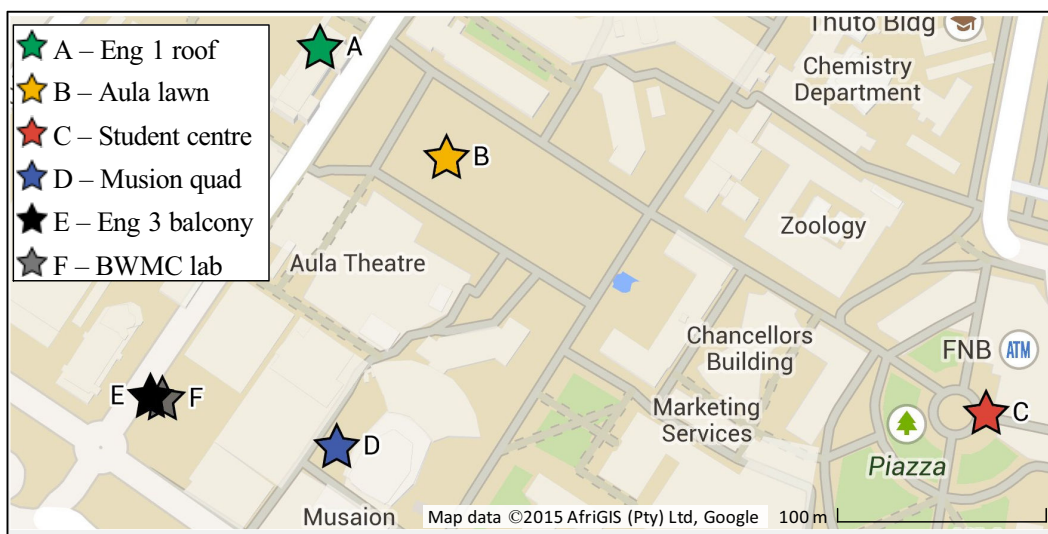 A – Eng 1 roof
B – Aula lawn
C – Student centre
D – Musion quad
E – Eng 3 balcony
F – BWMC lab
A
Thuto Bldg
Chemistry
Department
B
Zoology
Aula Theatre
Chancellors
Building
FNB ATM
E F
Marketing
Services
C
D
Piazza
Musaion
Map data ©2015 AfriGIS (Pty) Ltd, Google 100 m